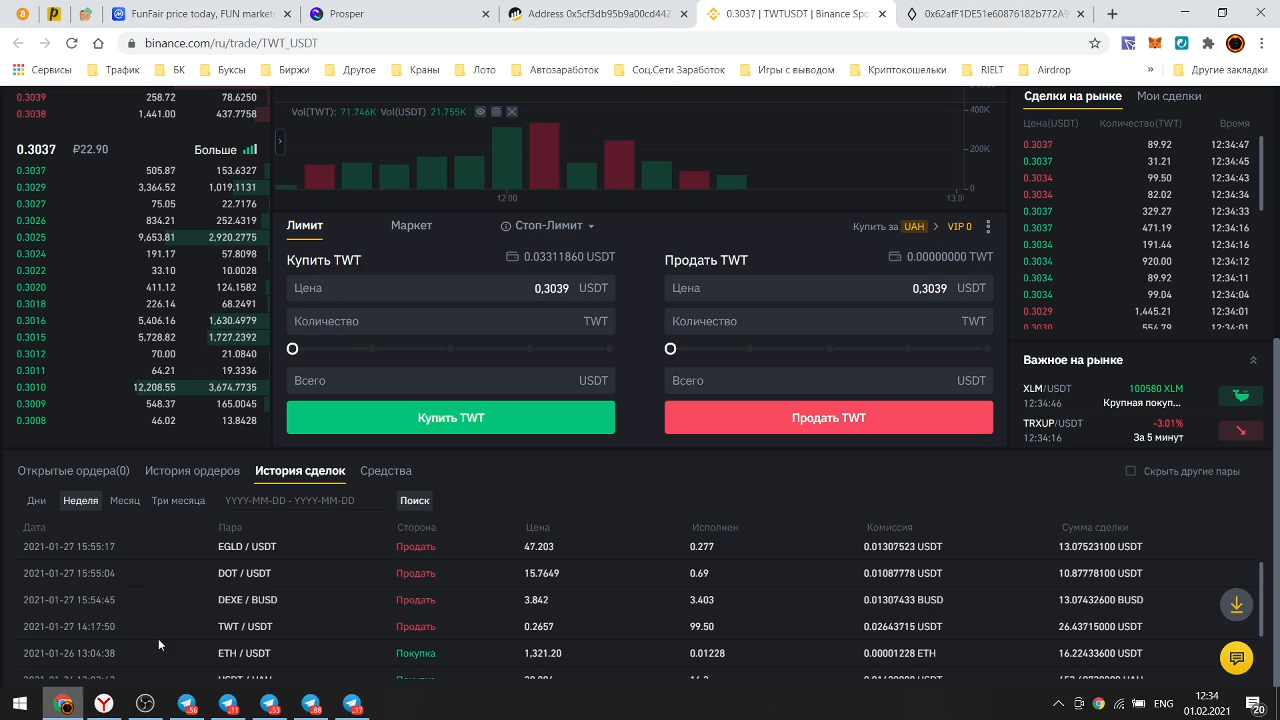 FunFair price today, FUN market
Prosper
Address 0x5cf3db95b9a00cd442
0.3037 | TWTUSDT | Binance Spo
0x62aF1DE51e60876182b772A9
binance.com/ru/trade/TWT_USDT
Сервисы Трафик БК Буксы Биржи Другое Краны Лото Автозаработок Соц.Сети Заработок Игры с выводом Криптокошельки RIELT Airdrop » Другие закладки
0.3039 258.72 78.6250
0.3038 1,441.00 437.7758
0.3037 ₽22.90 Больше
0.3037 505.87 153.6327
0.3029 3,364.52 1,019.1131
0.3027 75.05 22.7176
0.3026 834.21 252.4319
0.3025 9,653.81 2,920.2775
0.3024 191.17 57.8098
0.3022 33.10 10.0028
0.3020 411.12 124.1582
0.3018 226.14 68.2491
0.3016 5,406.16 1,630.4979
0.3015 5,728.82 1,727.2392
0.3012 70.00 21.0840
0.3011 64.21 19.3336
0.3010 12,208.55 3,674.7735
0.3009 548.37 165.0045
0.3008 46.02 13.8428
Vol(TWT): 71.746K Vol(USDT) 21.755K
400K
200K
0
12:00 13:0
Лимит Маркет Стоп-Лимит Купить за UAH VIP 0
Купить TWT 0.03311860 USDT
Цена 0,3039 USDT
Количество TWT
Всего USDT
Купить TWT
Продать TWT 0.00000000 TWT
Цена 0,3039 USDT
Количество TWT
Всего USDT
Продать TWT
Сделки на рынке Мои сделки
Цена(USDT) Количество(TWT) Время
0.3037 89.92 12:34:47
0.3037 31.21 12:34:45
0.3034 99.50 12:34:43
0.3034 82.02 12:34:34
0.3037 329.27 12:34:33
0.3037 471.19 12:34:16
0.3034 191.44 12:34:16
0.3034 920.00 12:34:12
0.3034 89.92 12:34:11
0.3034 99.04 12:34:04
0.3029 1,445.21 12:34:01
0.3030 554.79 12:34:01
Важное на рынке
XLM/USDT 100580 XLM
12:34:46 Крупная покуп...
TRXUP/USDT -3.01%
12:34:16 За 5 минут
Открытые ордера(0) История ордеров История сделок Средства Скрыть другие пары
Дни Неделя Месяц Три месяца YYYY-MM-DD - YYYY-MM-DD Поиск
Дата Пара Сторона Цена Исполнен Комиссия Сумма сделки
2021-01-27 15:55:17 EGLD / USDT Продать 47.203 0.277 0.01307523 USDT 13.07523100 USDT
2021-01-27 15:55:04 DOT / USDT Продать 15.7649 0.69 0.01087778 USDT 10.87778100 USDT
2021-01-27 15:54:45 DEXE / BUSD Продать 3.842 3.403 0.01307433 BUSD 13.07432600 BUSD
2021-01-27 14:17:50 TWT / USDT Продать 0.2657 99.50 0.02643715 USDT 26.43715000 USDT
2021-01-26 13:04:38 ETH / USDT Покупка 1,321.20 0.01228 0.00001228 ETH 16.22433600 USDT
USDT / UAH Покупка
56 11 53 88 17
ENG 12:34
01.02.2021
20